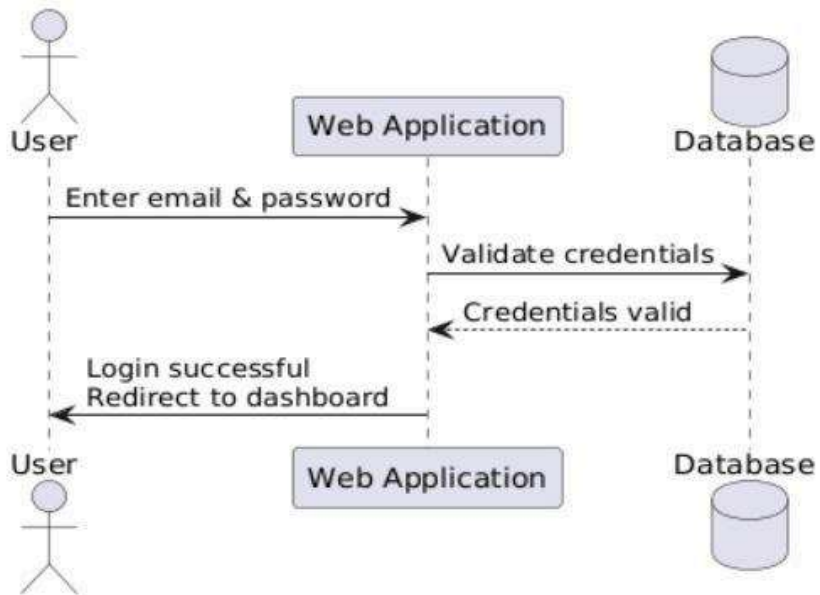 User
Web Application
Database
Enter email & password
Validate credentials
Credentials valid
Login successful
Redirect to dashboard
User
Web Application
Database